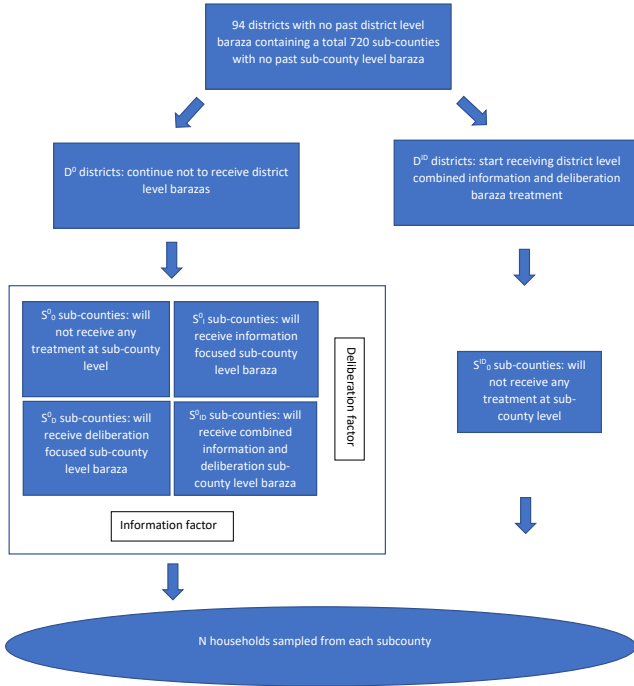 94 districts with no past district level
baraza containing a total 720 sub-counties
with no past sub-county level baraza
D⁰ districts: continue not to receive district
level barazas
Dᴵᴰ districts: start receiving district level
combined information and deliberation
baraza treatment
S⁰₀ sub-counties: will
not receive any
treatment at sub-county
level
S⁰ᵢ sub-counties: will
receive information
focused sub-county
level baraza
S⁰D sub-counties: will
receive deliberation
focused sub-county
level baraza
S⁰ID sub-counties: will
receive combined
information and
deliberation sub-
county level baraza
Deliberation factor
Information factor
Sᴵᴰ₀ sub-counties: will
not receive any
treatment at sub-
county level
N households sampled from each subcounty